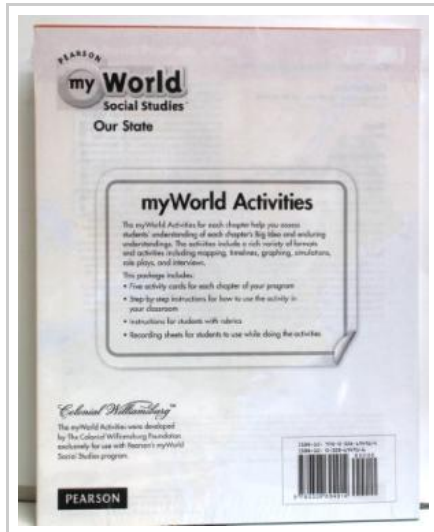 PEARSON
my World
Social Studies™
Our State
myWorld Activities
The myWorld Activities for each chapter help you assess
students' understanding of each chapter's Big Idea and enduring
understandings. The activities include a rich variety of formats
and activities including mapping, timelines, graphing, simulations,
role plays, and interviews.
This package includes:
• Five activity cards for each chapter of your program
• Step-by-step instructions for how to use the activity in
your classroom
• Instructions for students with rubrics
• Recording sheets for students to use while doing the activities
Colonial Williamsburg™
The myWorld Activities were developed
by The Colonial Williamsburg Foundation
exclusively for use with Pearson's myWorld
Social Studies program.
PEARSON